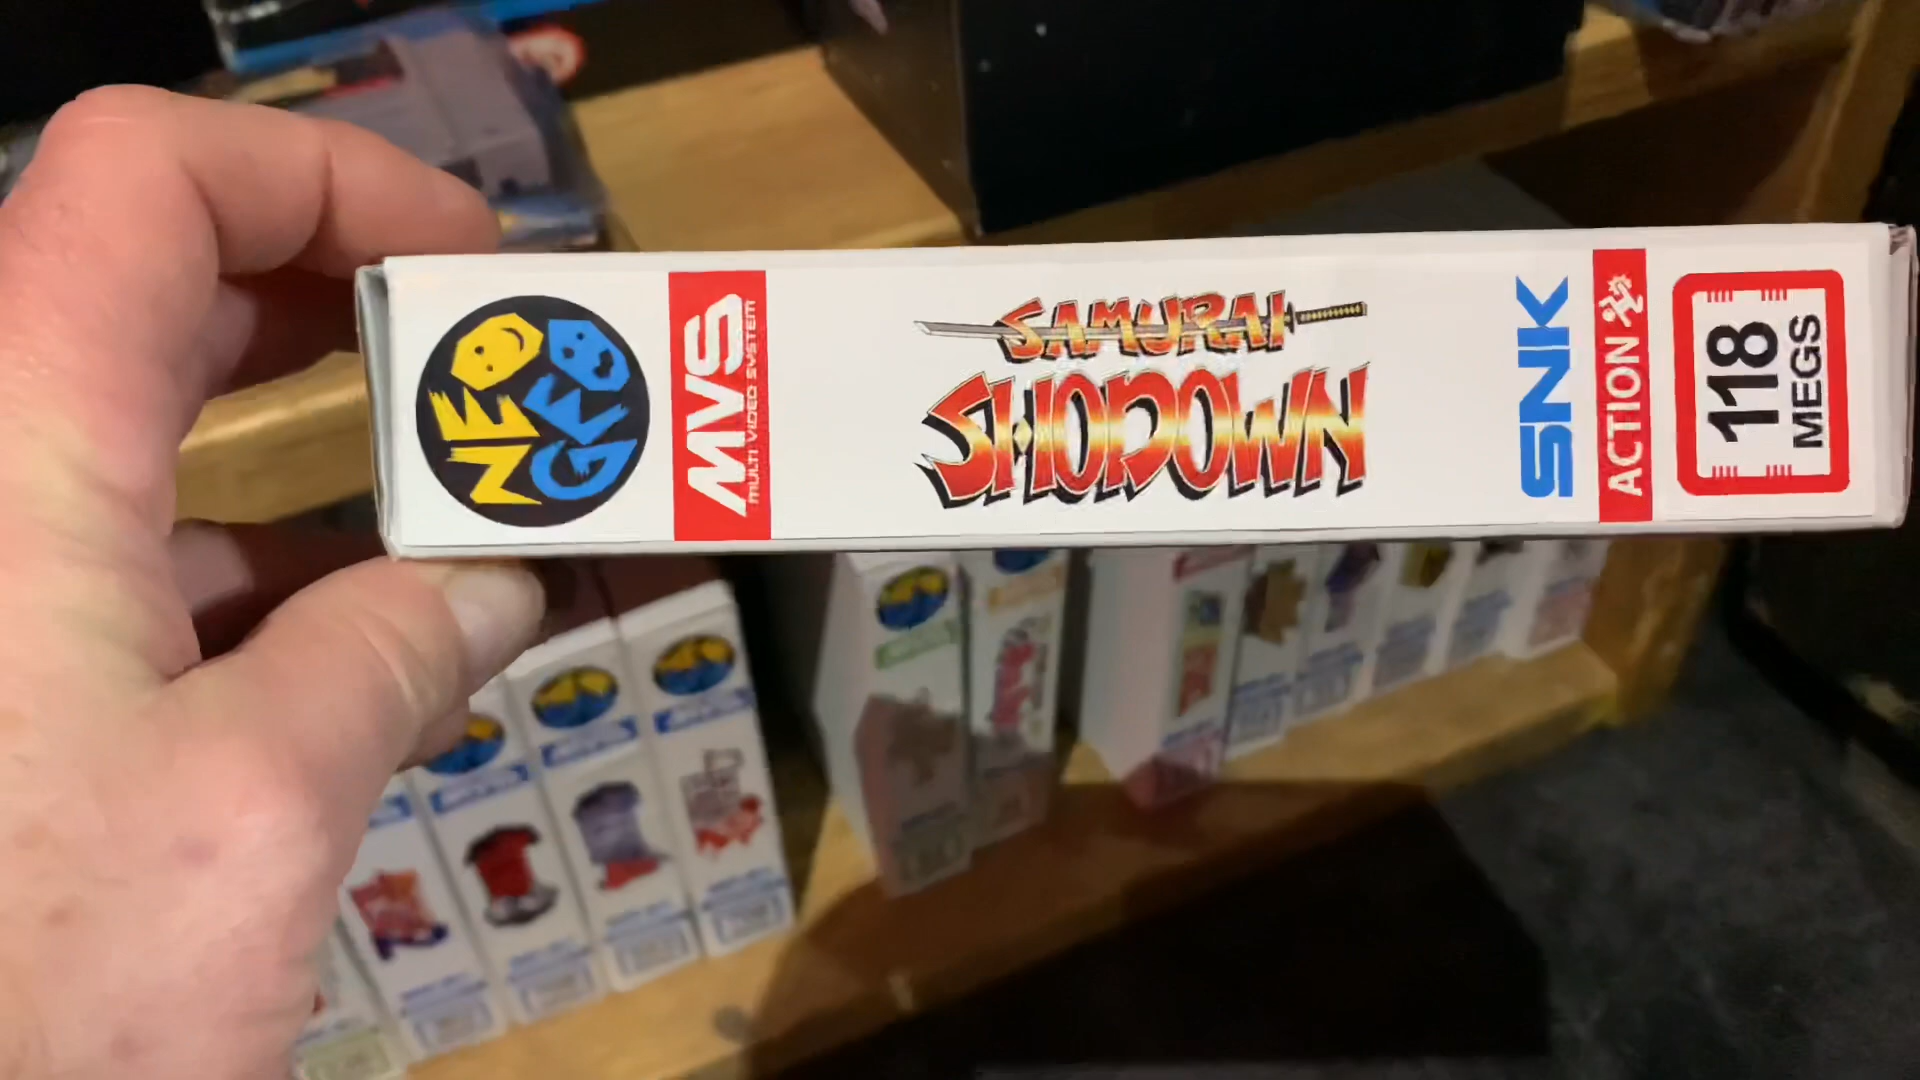 NEO
GEO
MVS
MULTI VIDEO SYSTEM
SAMURAI
SHODOWN
SNK
ACTION
118
MEGS